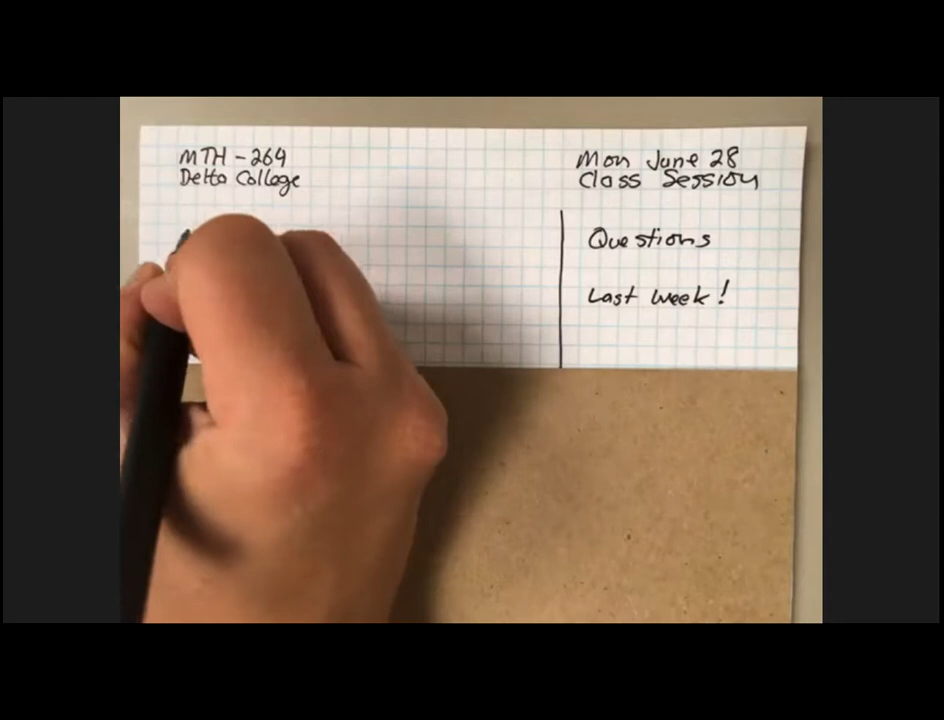 MTH - 264
Delta College
Mon June 28
Class Session
Questions
Last week!